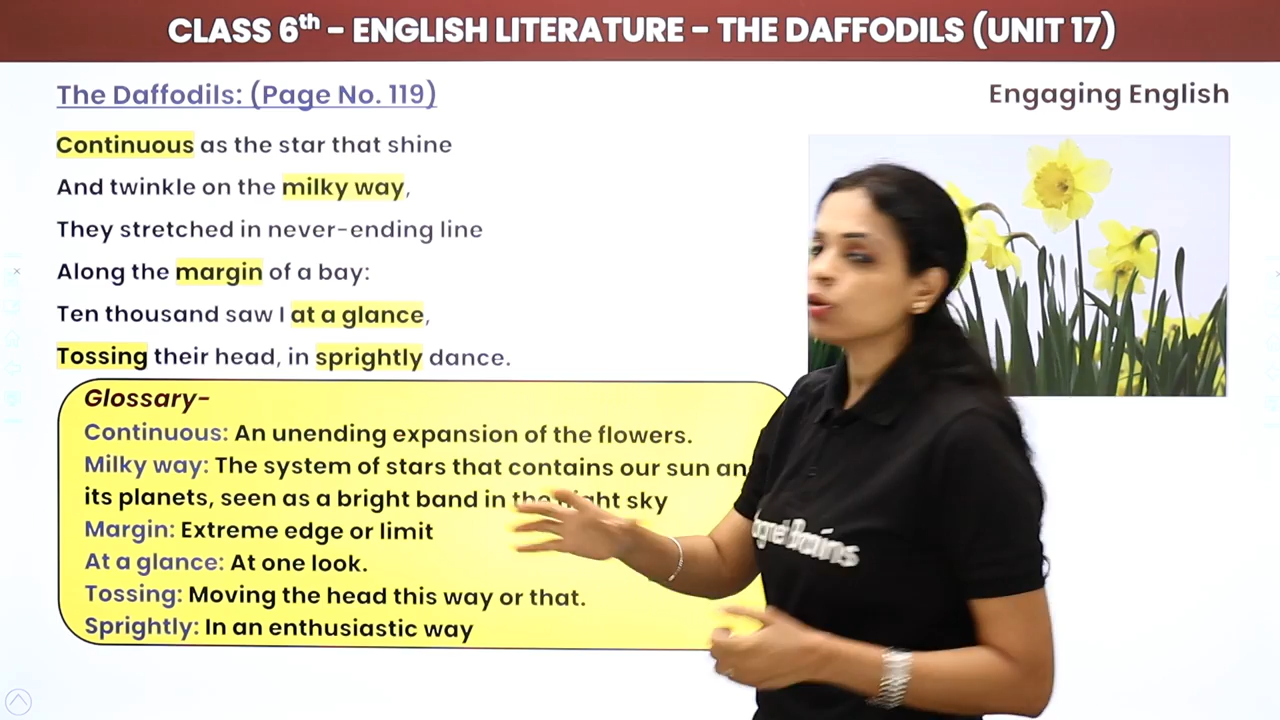 CLASS 6th – ENGLISH LITERATURE – THE DAFFODILS (UNIT 17)
The Daffodils: (Page No. 119)
Engaging English
Continuous as the star that shine
And twinkle on the milky way,
They stretched in never-ending line
Along the margin of a bay:
Ten thousand saw I at a glance,
Tossing their head, in sprightly dance.
Glossary-
Continuous: An unending expansion of the flowers.
Milky way: The system of stars that contains our sun
its planets, seen as a bright band in the night sky
Margin: Extreme edge or limit
At a glance: At one look.
Tossing: Moving the head this way or that.
Sprightly: In an enthusiastic way
Brains